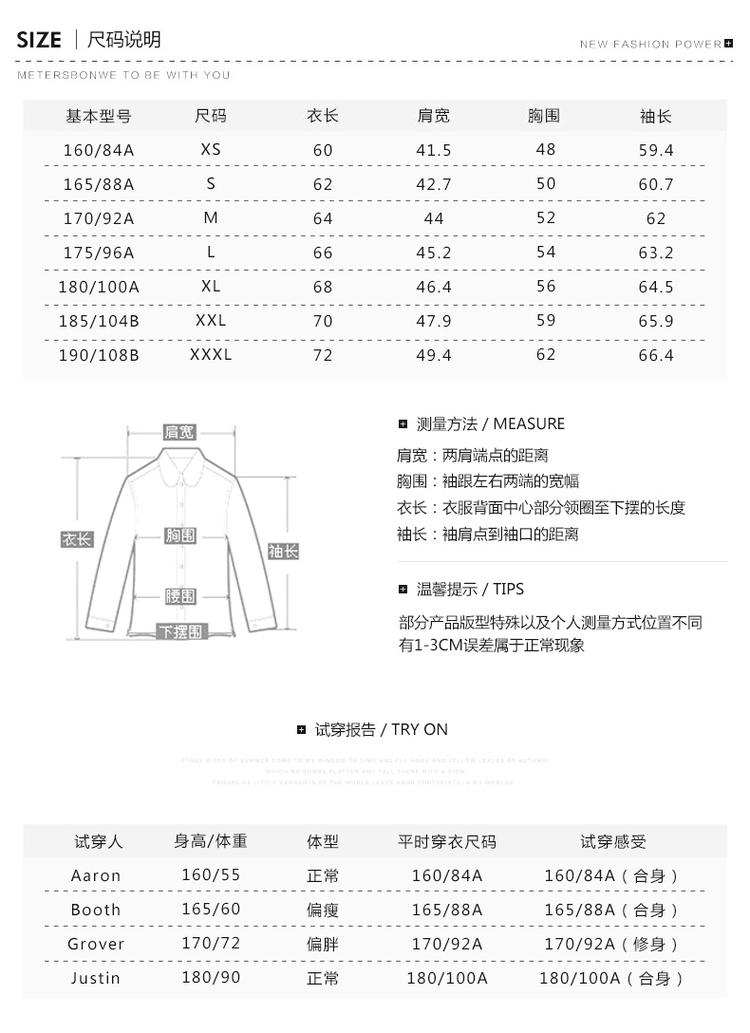 SIZE 尺码说明
NEW FASHION POWER
METERSBONWE TO BE WITH YOU
基本型号 尺码 衣长 肩宽 胸围 袖长
160/84A XS 60 41.5 48 59.4
165/88A S 62 42.7 50 60.7
170/92A M 64 44 52 62
175/96A L 66 45.2 54 63.2
180/100A XL 68 46.4 56 64.5
185/104B XXL 70 47.9 59 65.9
190/108B XXXL 72 49.4 62 66.4
肩宽
衣长
胸围
袖长
腰围
下摆围
测量方法 / MEASURE
肩宽：两肩端点的距离
胸围：袖跟左右两端的宽幅
衣长：衣服背面中心部分领圈至下摆的长度
袖长：袖肩点到袖口的距离
温馨提示 / TIPS
部分产品版型特殊以及个人测量方式位置不同
有1-3CM误差属于正常现象
试穿报告 / TRY ON
试穿人 身高/体重 体型 平时穿衣尺码 试穿感受
Aaron 160/55 正常 160/84A 160/84A（合身）
Booth 165/60 偏瘦 165/88A 165/88A（合身）
Grover 170/72 偏胖 170/92A 170/92A（修身）
Justin 180/90 正常 180/100A 180/100A（合身）